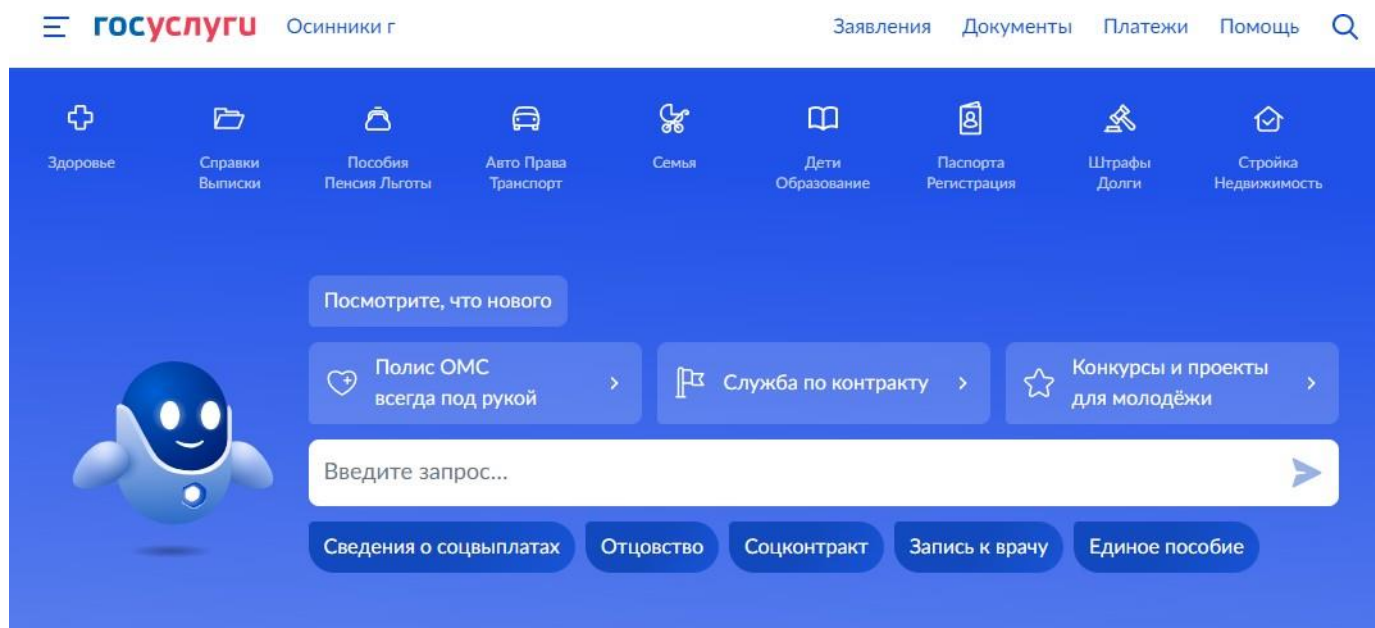 госуслуги Осинники г Заявления Документы Платежи Помощь
Здоровье
Справки
Выписки
Пособия
Пенсия Льготы
Авто Права
Транспорт
Семья
Дети
Образование
Паспорта
Регистрация
Штрафы
Долги
Стройка
Недвижимость
Посмотрите, что нового
Полис ОМС
всегда под рукой
Служба по контракту
Конкурсы и проекты
для молодёжи
Введите запрос...
Сведения о соцвыплатах Отцовство Соцконтракт Запись к врачу Единое пособие